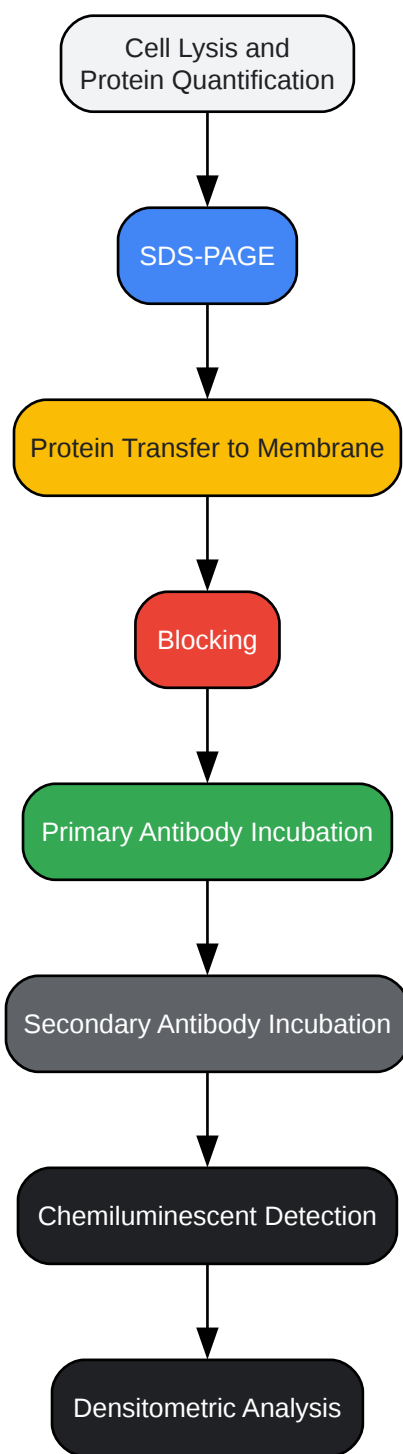 Cell Lysis and
Protein Quantification
SDS-PAGE
Protein Transfer to Membrane
Blocking
Primary Antibody Incubation
Secondary Antibody Incubation
Chemiluminescent Detection
Densitometric Analysis